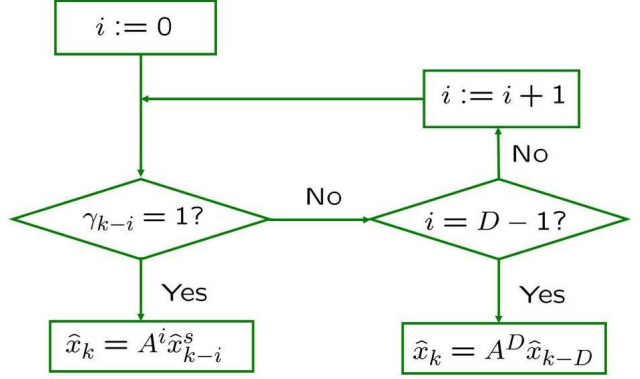 i := 0
i := i + 1
No
γ_{k−i} = 1?
No
i = D − 1?
Yes
Yes
x̂_k = A^i x̂^s_{k−i}
x̂_k = A^D x̂_{k−D}